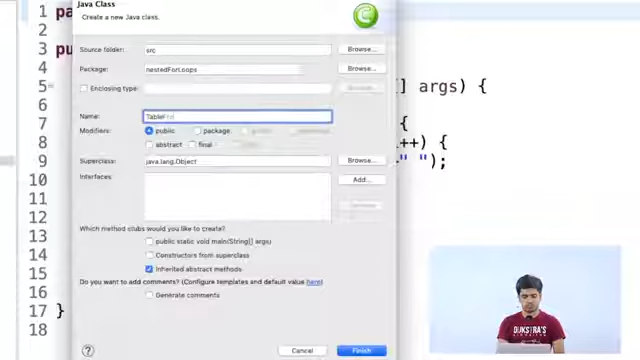 Java Class
Create a new Java class.
Source folder:
src
Browse...
Package:
nestedForLoops
Browse...
Enclosing type:
Name:
Modifiers:
public
package
abstract
final
Superclass:
java.lang.Object
Browse...
Interfaces:
Add...
Which method stubs would you like to create?
public static void main(String[] args)
Constructors from superclass
Inherited abstract methods
Do you want to add comments? (Configure templates and default value here)
Generate comments
?
Cancel
Finish
1 pa
2
3 pu
4
5
] args) {
6
7 {
8 i++) {
9 " ");
10
11
12
13
14
15
16
17 }
18
DIJKSTRA'S